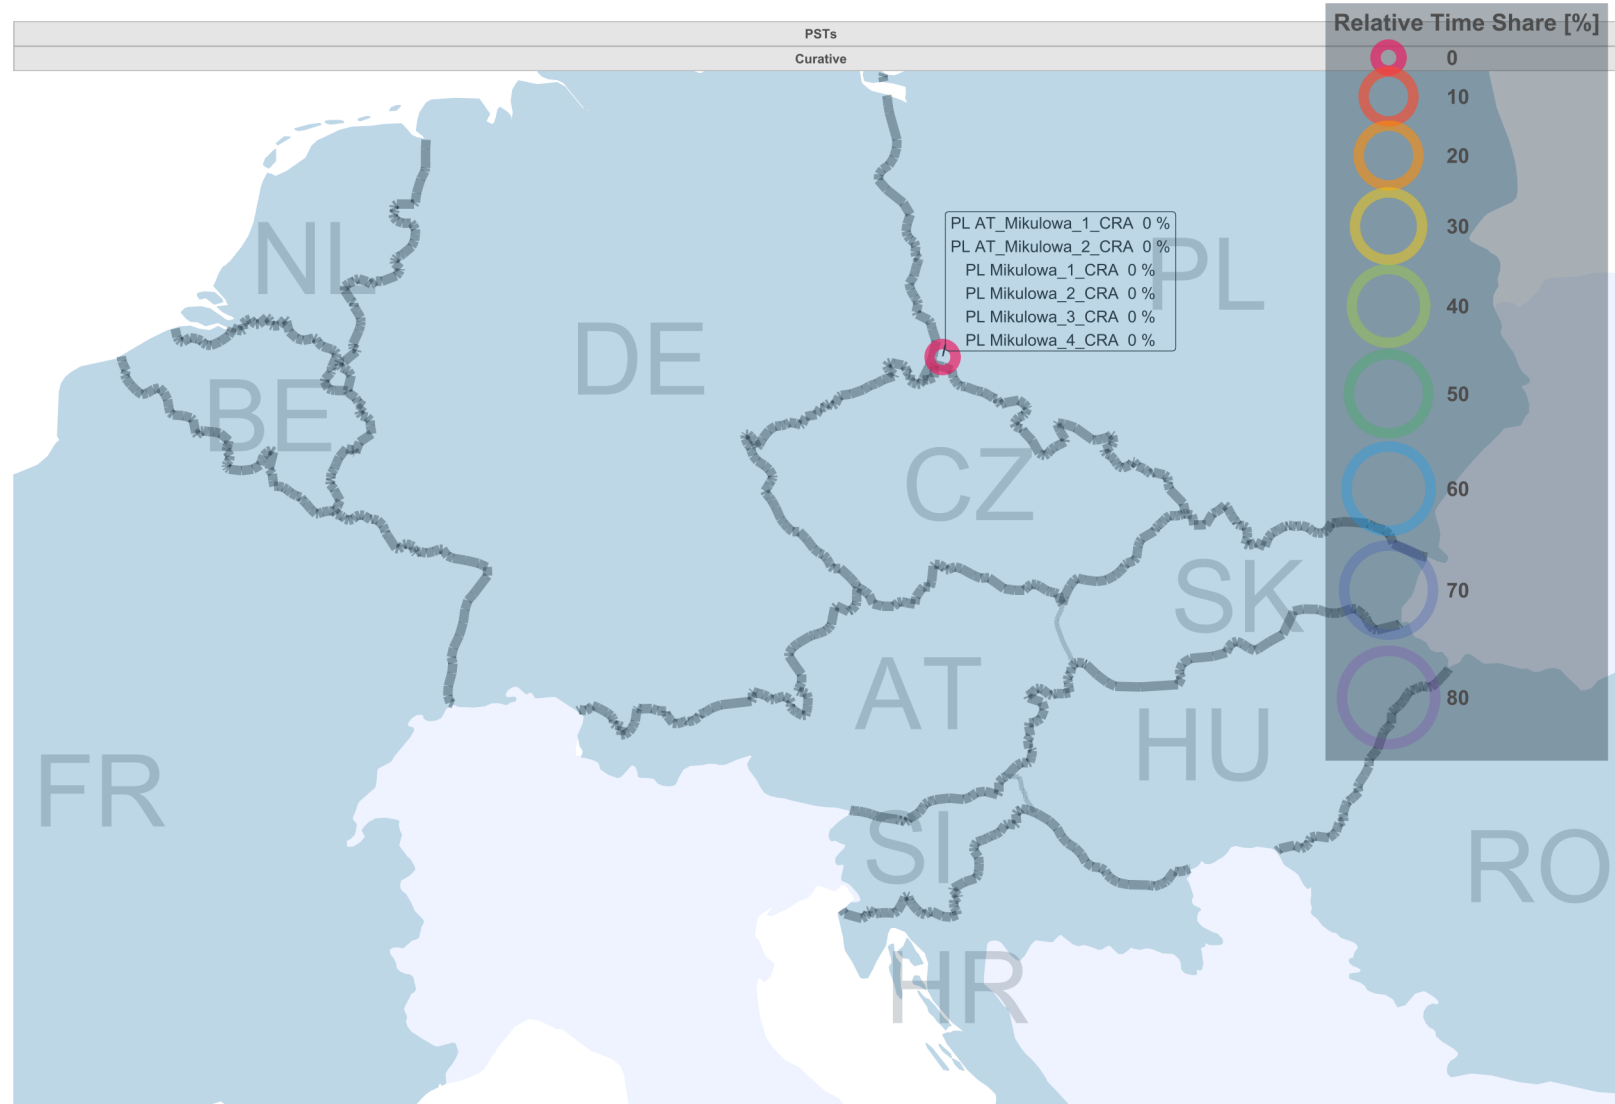 PSTs
Curative
Relative Time Share [%]
0
10
20
30
40
50
60
70
80
PL AT_Mikulowa_1_CRA 0 %
PL AT_Mikulowa_2_CRA 0 %
PL Mikulowa_1_CRA 0 %
PL Mikulowa_2_CRA 0 %
PL Mikulowa_3_CRA 0 %
PL Mikulowa_4_CRA 0 %
NL
PL
DE
BE
CZ
SK
AT
HU
FR
SI
RO
HR